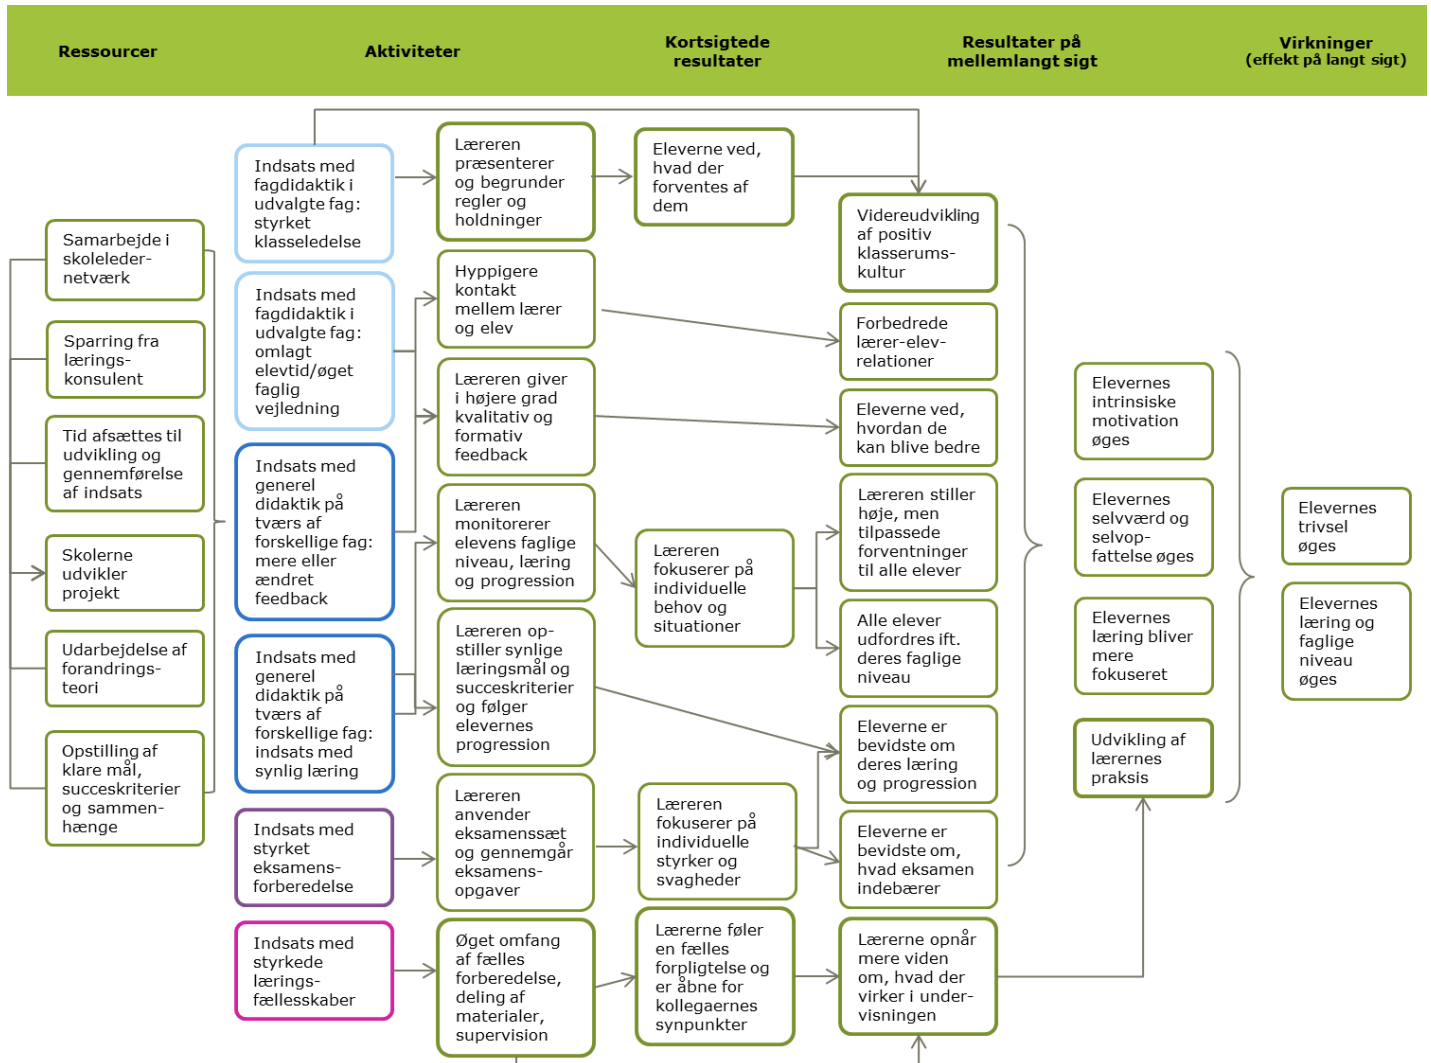 Ressourcer
Aktiviteter
Kortsigtede
resultater
Resultater på
mellemlangt sigt
Virkninger
(effekt på langt sigt)
Samarbejde i
skoleleder-
netværk
Sparring fra
lærings-
konsulent
Tid afsættes til
udvikling og
gennemførelse
af indsats
Skolerne
udvikler
projekt
Udarbejdelse af
forandrings-
teori
Opstilling af
klare mål,
succeskriterier
og sammen-
hænge
Indsats med
fagdidaktik i
udvalgte fag:
styrket
klasseledelse
Indsats med
fagdidaktik i
udvalgte fag:
omlagt
elevtid/øget
faglig
vejledning
Indsats med
generel
didaktik på
tværs af
forskellige fag:
mere eller
ændret
feedback
Indsats med
generel
didaktik på
tværs af
forskellige fag:
indsats med
synlig læring
Indsats med
styrket
eksamens-
forberedelse
Indsats med
styrkede
lærings-
fællesskaber
Læreren
præsenterer
og begrunder
regler og
holdninger
Hyppigere
kontakt
mellem lærer
og elev
Læreren giver
i højere grad
kvalitativ og
formativ
feedback
Læreren
monitorerer
elevens faglige
niveau, læring
og progression
Læreren op-
stiller synlige
læringsmål og
succeskriterier
og følger
elevernes
progression
Læreren
anvender
eksamenssæt
og gennemgår
eksamens-
opgaver
Øget omfang
af fælles
forberedelse,
deling af
materialer,
supervision
Eleverne ved,
hvad der
forventes af
dem
Læreren
fokuserer på
individuelle
behov og
situationer
Læreren
fokuserer på
individuelle
styrker og
svagheder
Lærerne føler
en fælles
forpligtelse og
er åbne for
kollegaernes
synpunkter
Videreudvikling
af positiv
klasserums-
kultur
Forbedrede
lærer-elev-
relationer
Eleverne ved,
hvordan de
kan blive bedre
Læreren stiller
høje, men
tilpassede
forventninger
til alle elever
Alle elever
udfordres ift.
deres faglige
niveau
Eleverne er
bevidste om
deres læring
og progression
Eleverne er
bevidste om,
hvad eksamen
indebærer
Lærerne opnår
mere viden
om, hvad der
virker i under-
visningen
Elevernes
intrinsiske
motivation
øges
Elevernes
selvværd og
selvop-
fattelse øges
Elevernes
læring bliver
mere
fokuseret
Udvikling af
lærernes
praksis
Elevernes
trivsel
øges
Elevernes
læring og
faglige
niveau
øges